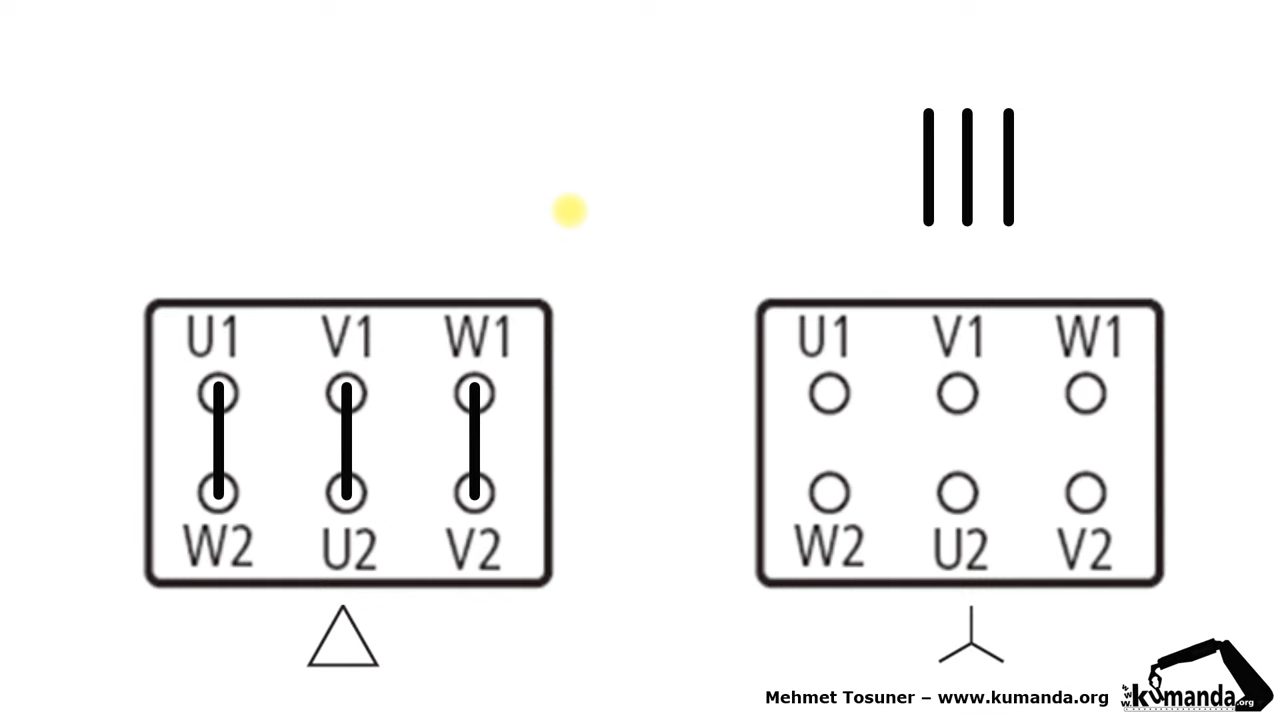 U1 V1 W1
W2 U2 V2
U1 V1 W1
W2 U2 V2
Mehmet Tosuner – www.kumanda.org
www.kumanda.org